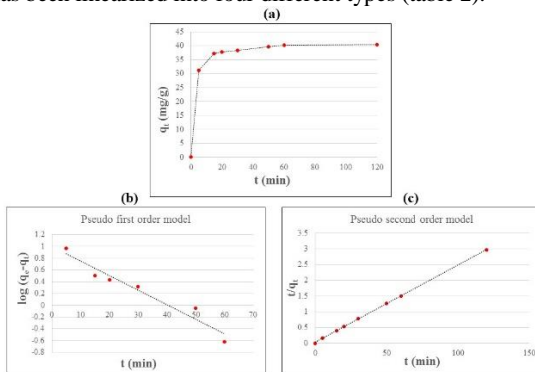 as been linearized into four different types (table 2).
(a)
45
40
35
30
25
20
15
10
5
0
qt (mg/g)
0 20 40 60 80 100 120
t (min)
(b) (c)
Pseudo first order model
1.2
1
0.8
0.6
0.4
0.2
0
-0.2
-0.4
-0.6
-0.8
log (qe-qt)
0 10 20 30 40 50 60 70
t (min)
Pseudo second order model
3.5
3
2.5
2
1.5
1
0.5
0
t/qt
0 50 100 150
t (min)